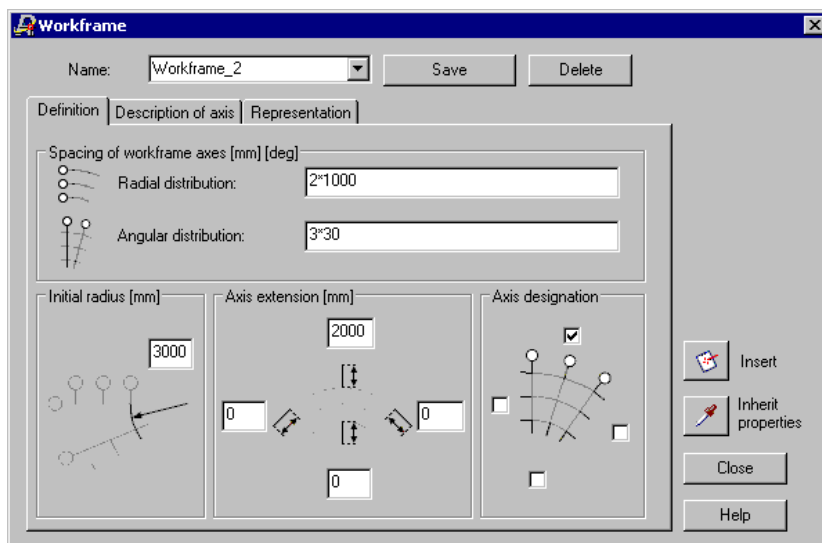 Workframe
Name: Workframe_2 Save Delete
Definition Description of axis Representation
Spacing of workframe axes [mm] [deg]
Radial distribution: 2*1000
Angular distribution: 3*30
Initial radius [mm] Axis extension [mm] Axis designation
2000
3000
0 0
0
Insert
Inherit properties
Close
Help